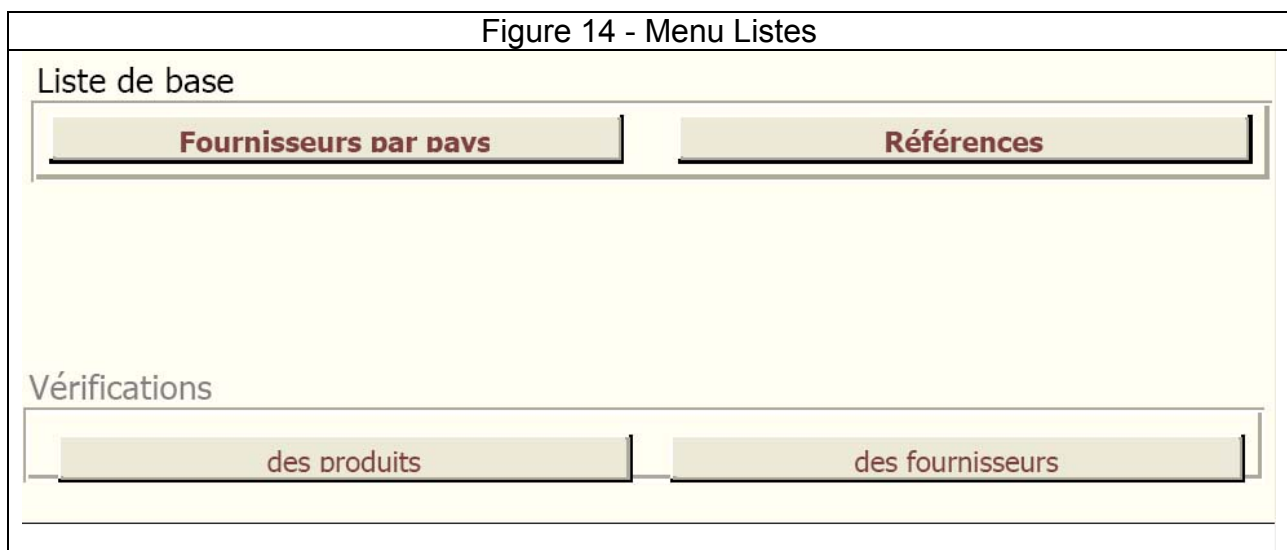 Figure 14 - Menu Listes
Liste de base
Fournisseurs par pays
Références
Vérifications
des produits
des fournisseurs